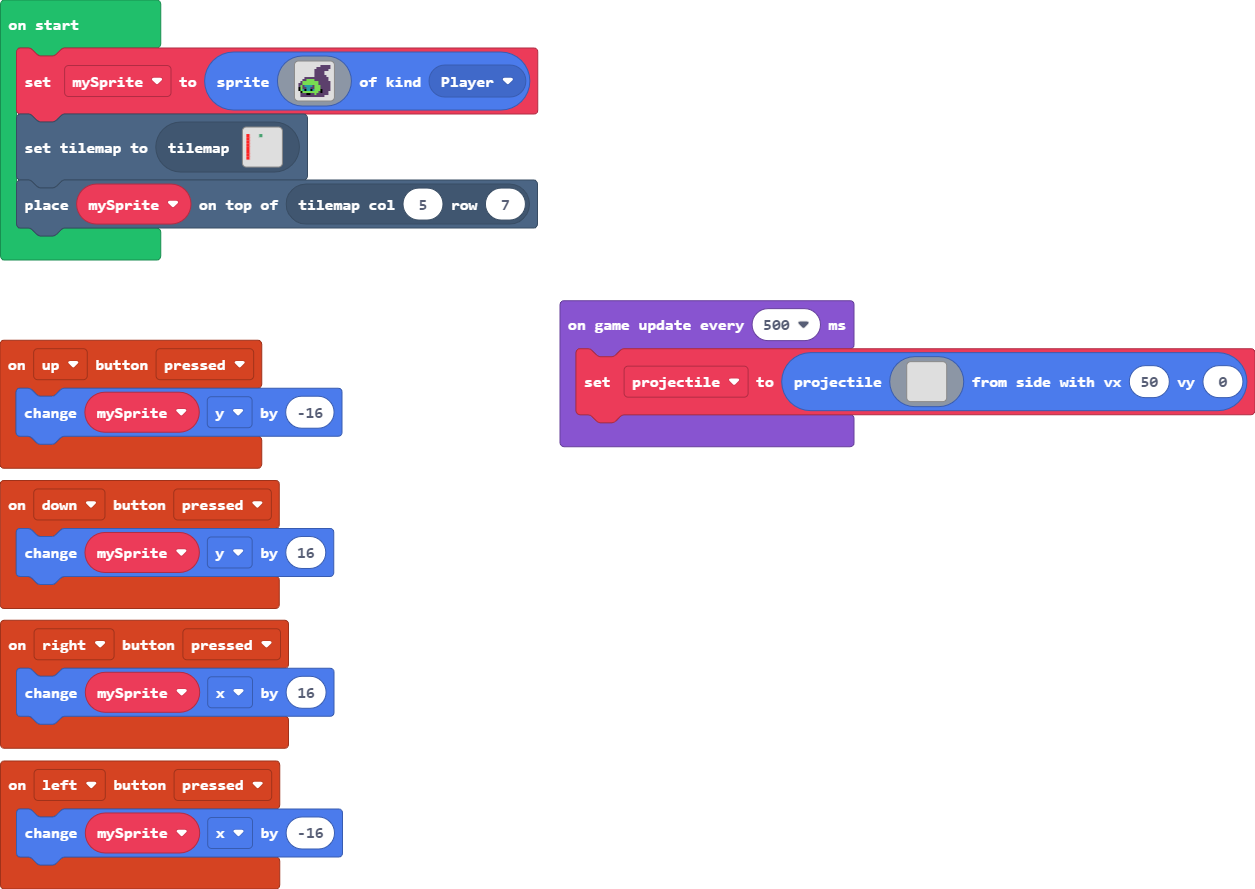 on start
set mySprite to sprite of kind Player
set tilemap to tilemap
place mySprite on top of tilemap col 5 row 7
on game update every 500 ms
set projectile to projectile from side with vx 50 vy 0
on up button pressed
change mySprite y by -16
on down button pressed
change mySprite y by 16
on right button pressed
change mySprite x by 16
on left button pressed
change mySprite x by -16